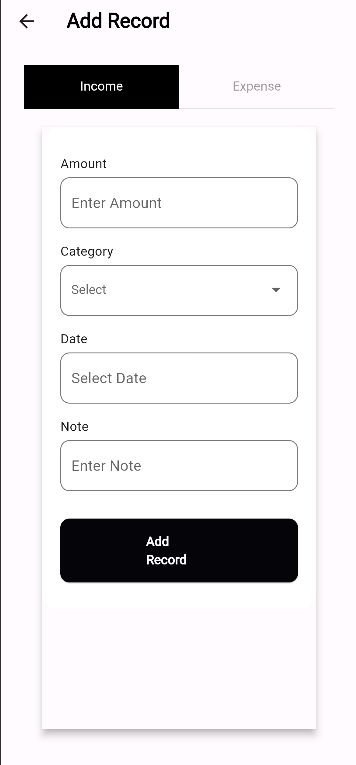 Add Record
Income Expense
Amount
Enter Amount
Category
Select
Date
Select Date
Note
Enter Note
Add
Record